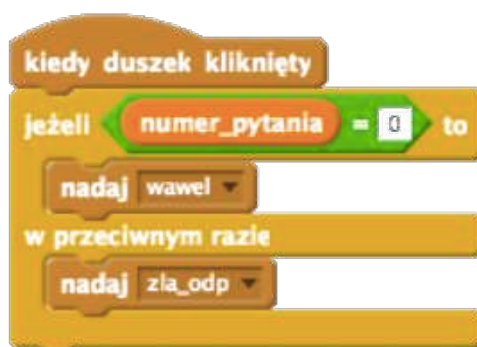 kiedy duszek kliknięty
jeżeli numer_pytania = 0 to
nadaj wawel
w przeciwnym razie
nadaj zla_odp